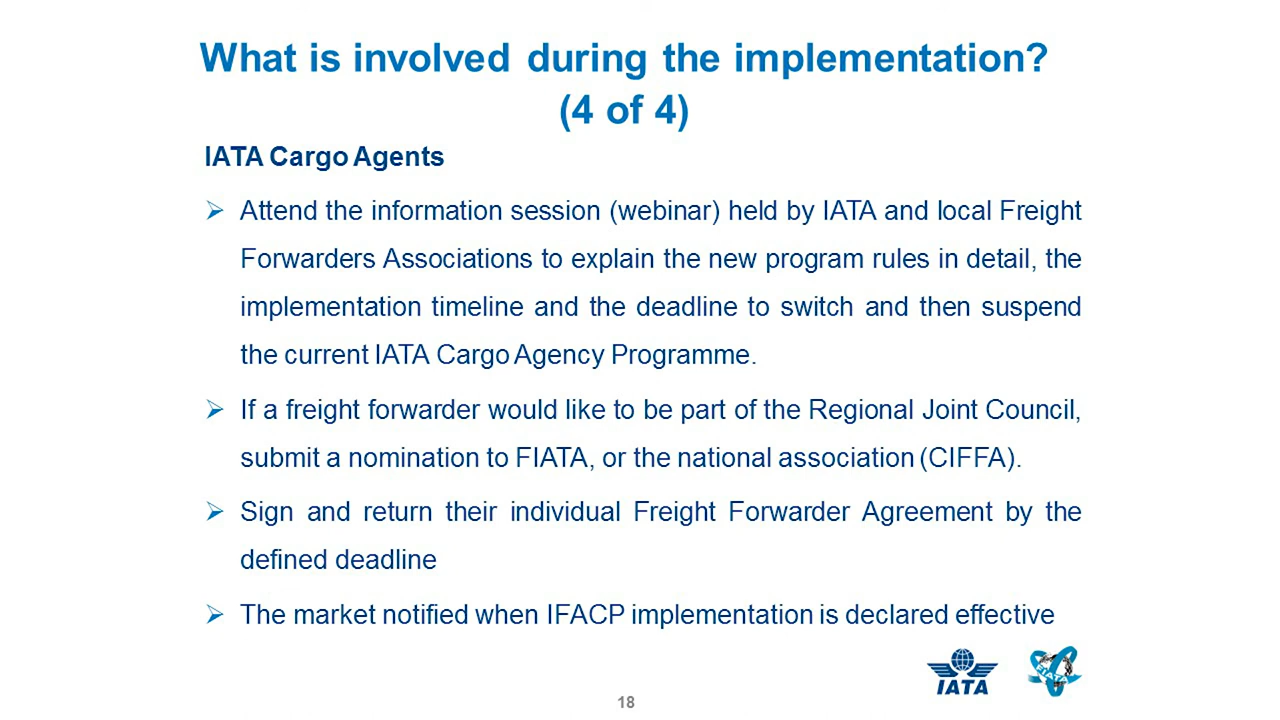 What is involved during the implementation?
(4 of 4)
IATA Cargo Agents
Attend the information session (webinar) held by IATA and local Freight
Forwarders Associations to explain the new program rules in detail, the
implementation timeline and the deadline to switch and then suspend
the current IATA Cargo Agency Programme.
If a freight forwarder would like to be part of the Regional Joint Council,
submit a nomination to FIATA, or the national association (CIFFA).
Sign and return their individual Freight Forwarder Agreement by the
defined deadline
The market notified when IFACP implementation is declared effective
IATA
FIATA
18